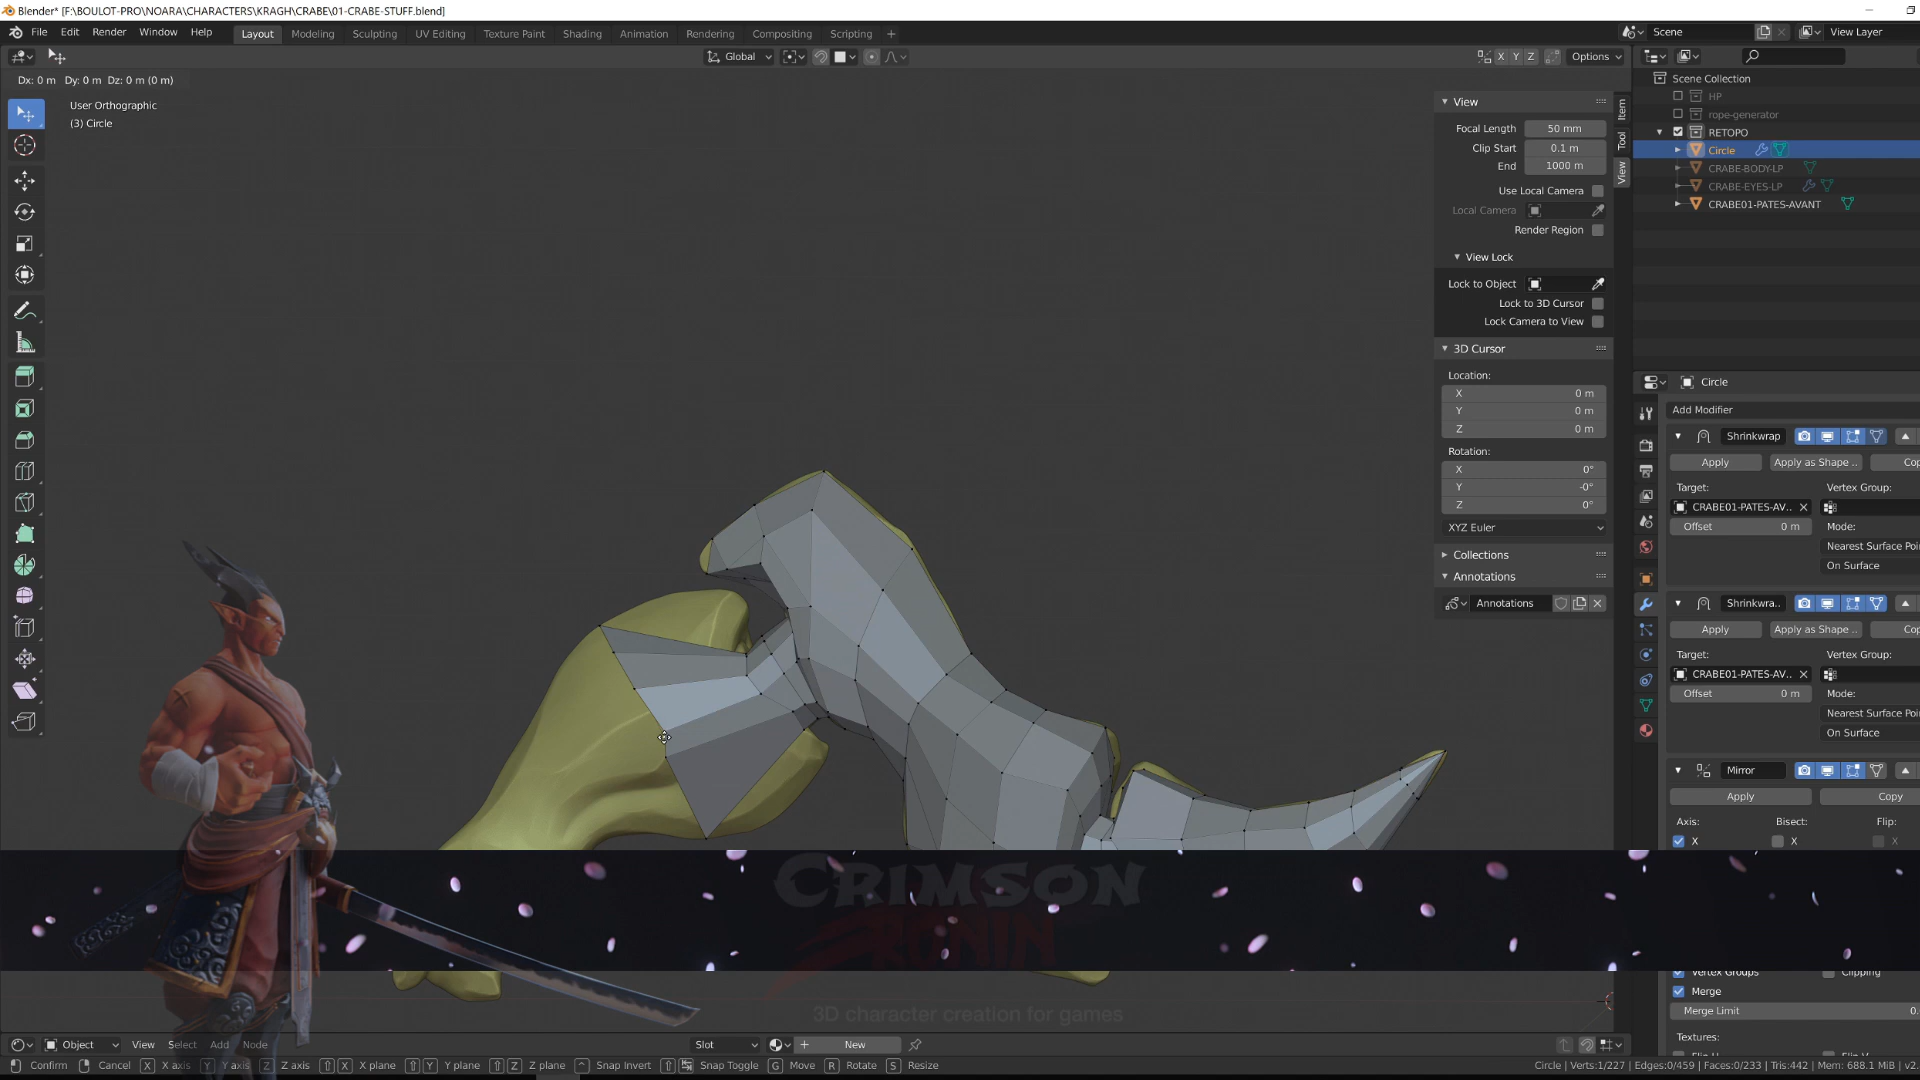 Blender* [F:\BOULOT-PRO\NOARA\CHARACTERS\KRAGH\CRABE\01-CRABE-STUFF.blend]
File Edit Render Window Help Layout Modeling Sculpting UV Editing Texture Paint Shading Animation Rendering Compositing Scripting + Scene View Layer
Global X Y Z Options
Dx: 0 m Dy: 0 m Dz: 0 m (0 m)
User Orthographic
(3) Circle
View
Focal Length 50 mm
Clip Start 0.1 m
End 1000 m
Use Local Camera
Local Camera
Render Region
View Lock
Lock to Object
Lock to 3D Cursor
Lock Camera to View
3D Cursor
Location:
X 0 m
Y 0 m
Z 0 m
Rotation:
X 0°
Y -0°
Z 0°
XYZ Euler
Collections
Annotations
Annotations
Item
Tool
View
Scene Collection
HP
rope-generator
RETOPO
Circle
CRABE-BODY-LP
CRABE-EYES-LP
CRABE01-PATES-AVANT
Circle
Add Modifier
Shrinkwrap
Apply Apply as Shape .. Cop
Target: Vertex Group:
CRABE01-PATES-AV..
Offset 0 m Mode:
Nearest Surface Poi
On Surface
Shrinkwra..
Apply Apply as Shape .. Cop
Target: Vertex Group:
CRABE01-PATES-AV..
Offset 0 m Mode:
Nearest Surface Poi
On Surface
Mirror
Apply Copy
Axis: Bisect: Flip:
X X X
Vertex Groups Clipping
Merge
Merge Limit 0.
Textures:
CRIMSON
RONIN
3D character creation for games
Object View Select Add Node Slot New
Confirm Cancel X X axis Y Y axis Z Z axis X X plane Y Y plane Z Z plane Snap Invert Snap Toggle G Move R Rotate S Resize Circle | Verts:1/227 | Edges:0/459 | Faces:0/233 | Tris:442 | Mem: 688.1 MiB | v2.